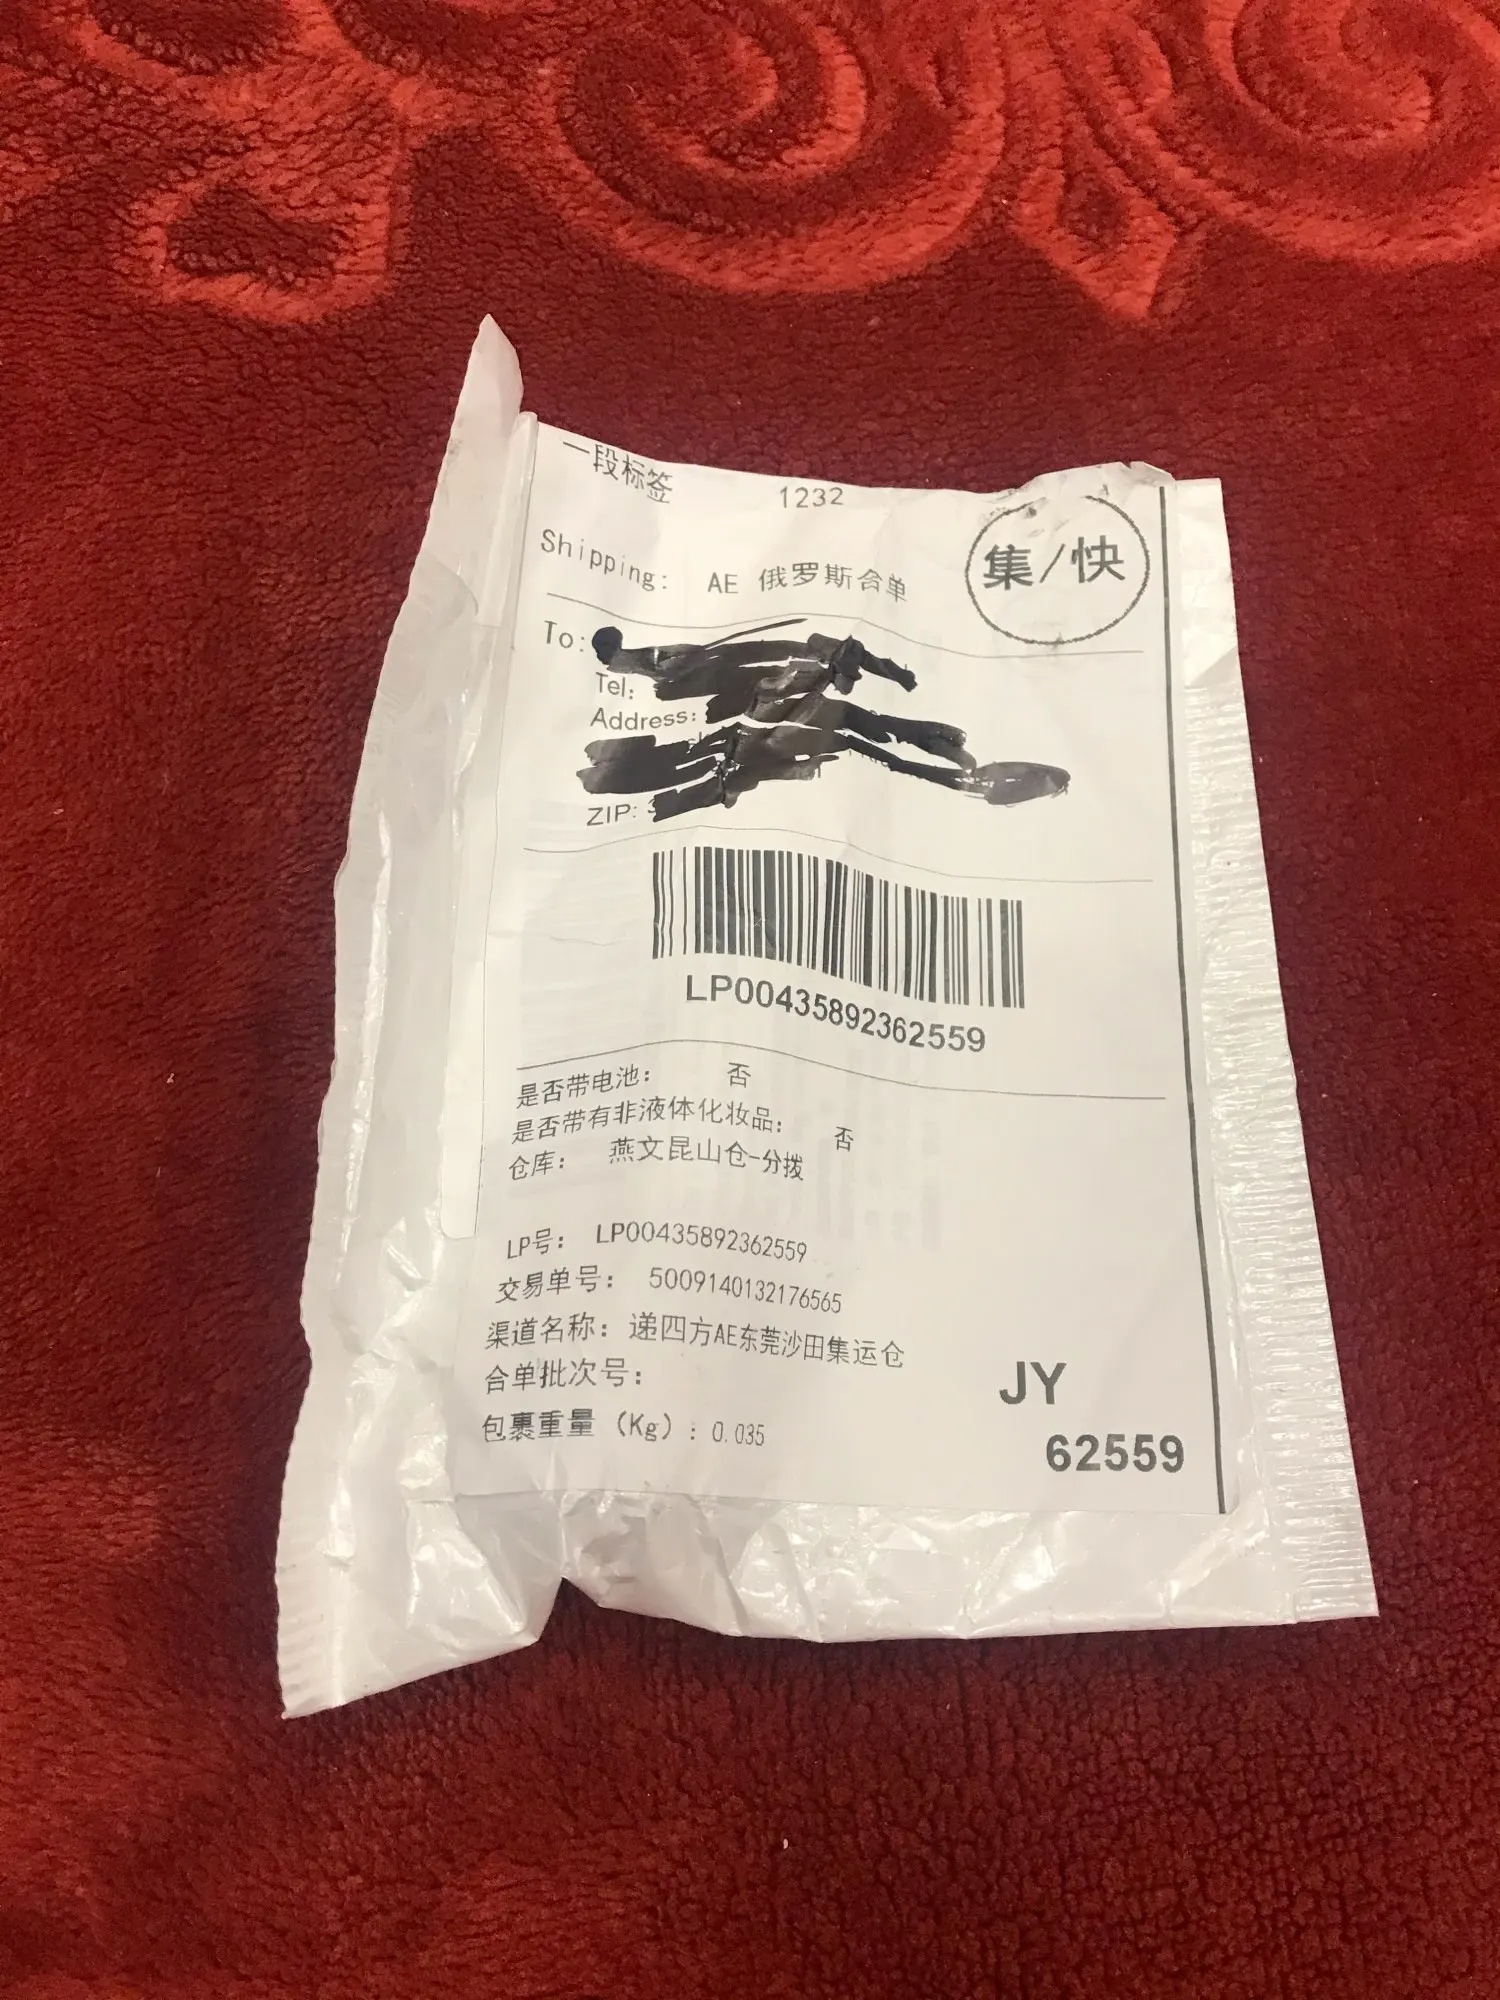 一段标签 1232
集/快
Shipping: AE 俄罗斯合单
To:
Tel:
Address:
ZIP:
LP00435892362559
是否带电池: 否
是否带有非液体化妆品: 否
仓库: 燕文昆山仓-分拨
LP号: LP00435892362559
交易单号: 5009140132176565
渠道名称: 递四方AE东莞沙田集运仓
合单批次号:
JY
包裹重量 (Kg) : 0.035
62559